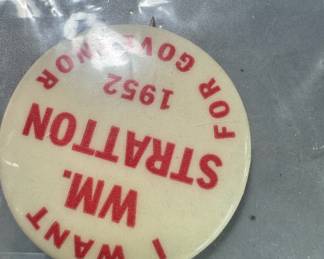 I WANT
WM.
STRATTON
1952
FOR GOVERNOR